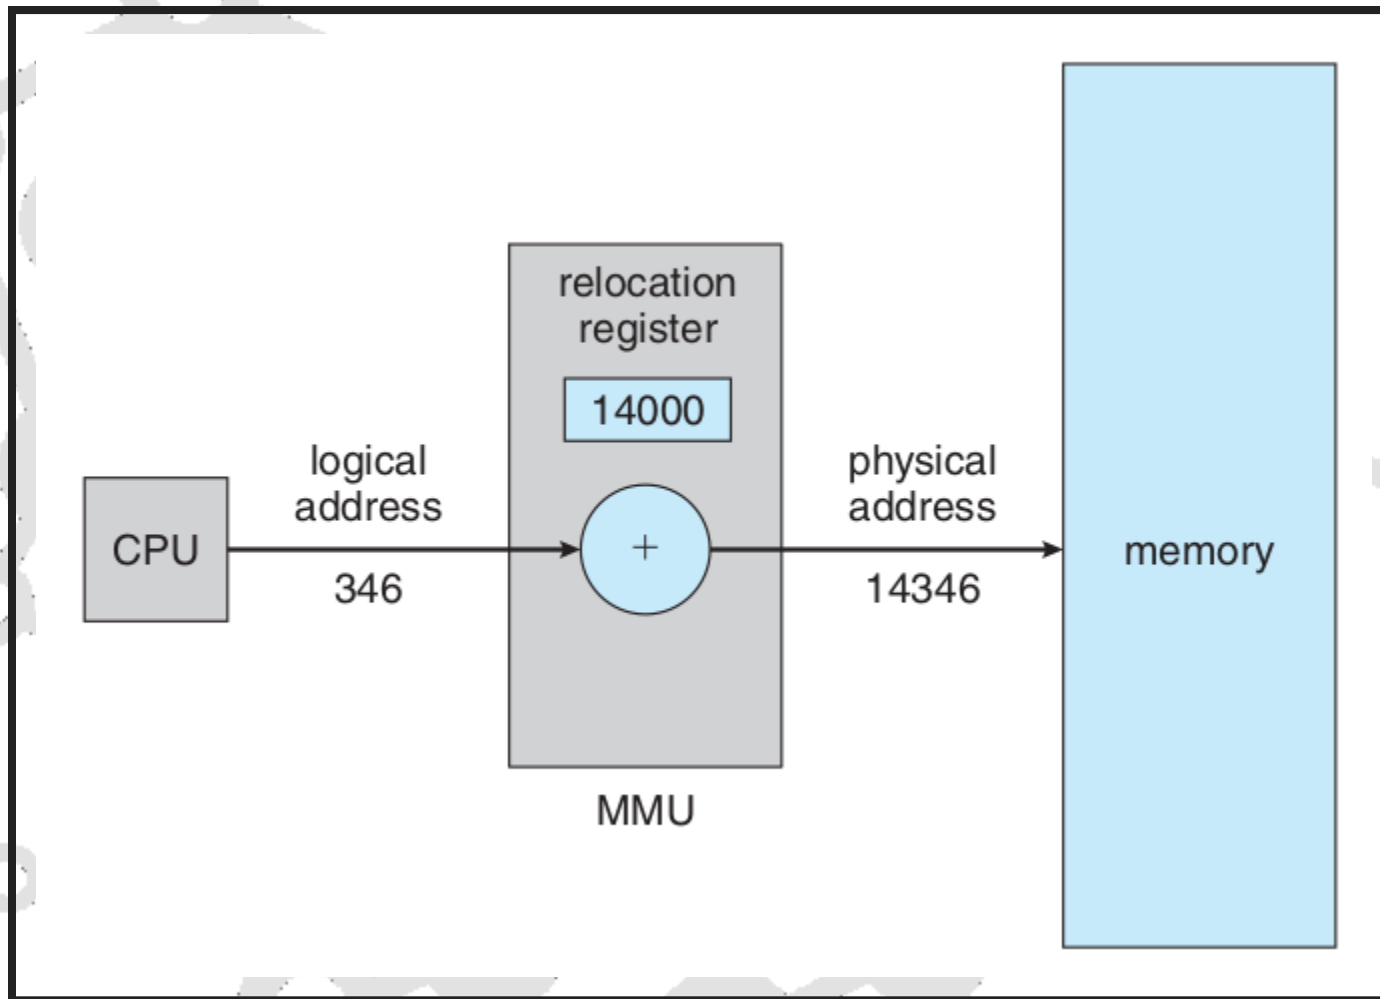 relocation
register
14000
logical
address
physical
address
CPU
+
memory
346
14346
MMU